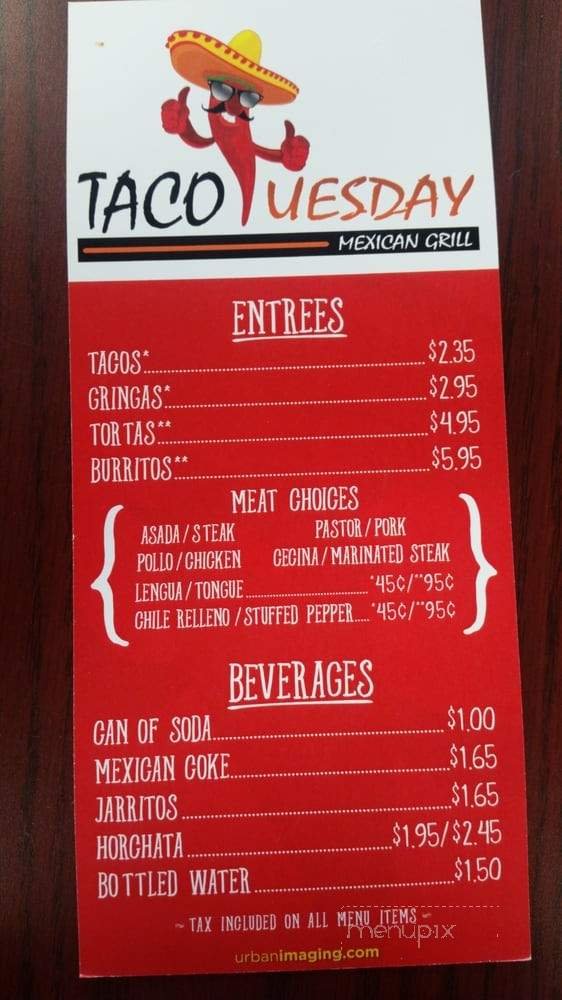 TACO TUESDAY
MEXICAN GRILL
ENTREES
TACOS*........$2.35
GRINGAS*........$2.95
TORTAS**........$4.95
BURRITOS**........$5.95
MEAT CHOICES
ASADA/STEAK PASTOR/PORK
POLLO/CHICKEN CECINA/MARINATED STEAK
LENGUA/TONGUE........*45¢/**95¢
CHILE RELLENO/STUFFED PEPPER.....*45¢/**95¢
BEVERAGES
CAN OF SODA........$1.00
MEXICAN COKE........$1.65
JARRITOS........$1.65
HORCHATA........$1.95/$2.45
BOTTLED WATER........$1.50
~ TAX INCLUDED ON ALL MENU ITEMS ~
menupix
urbanimaging.com